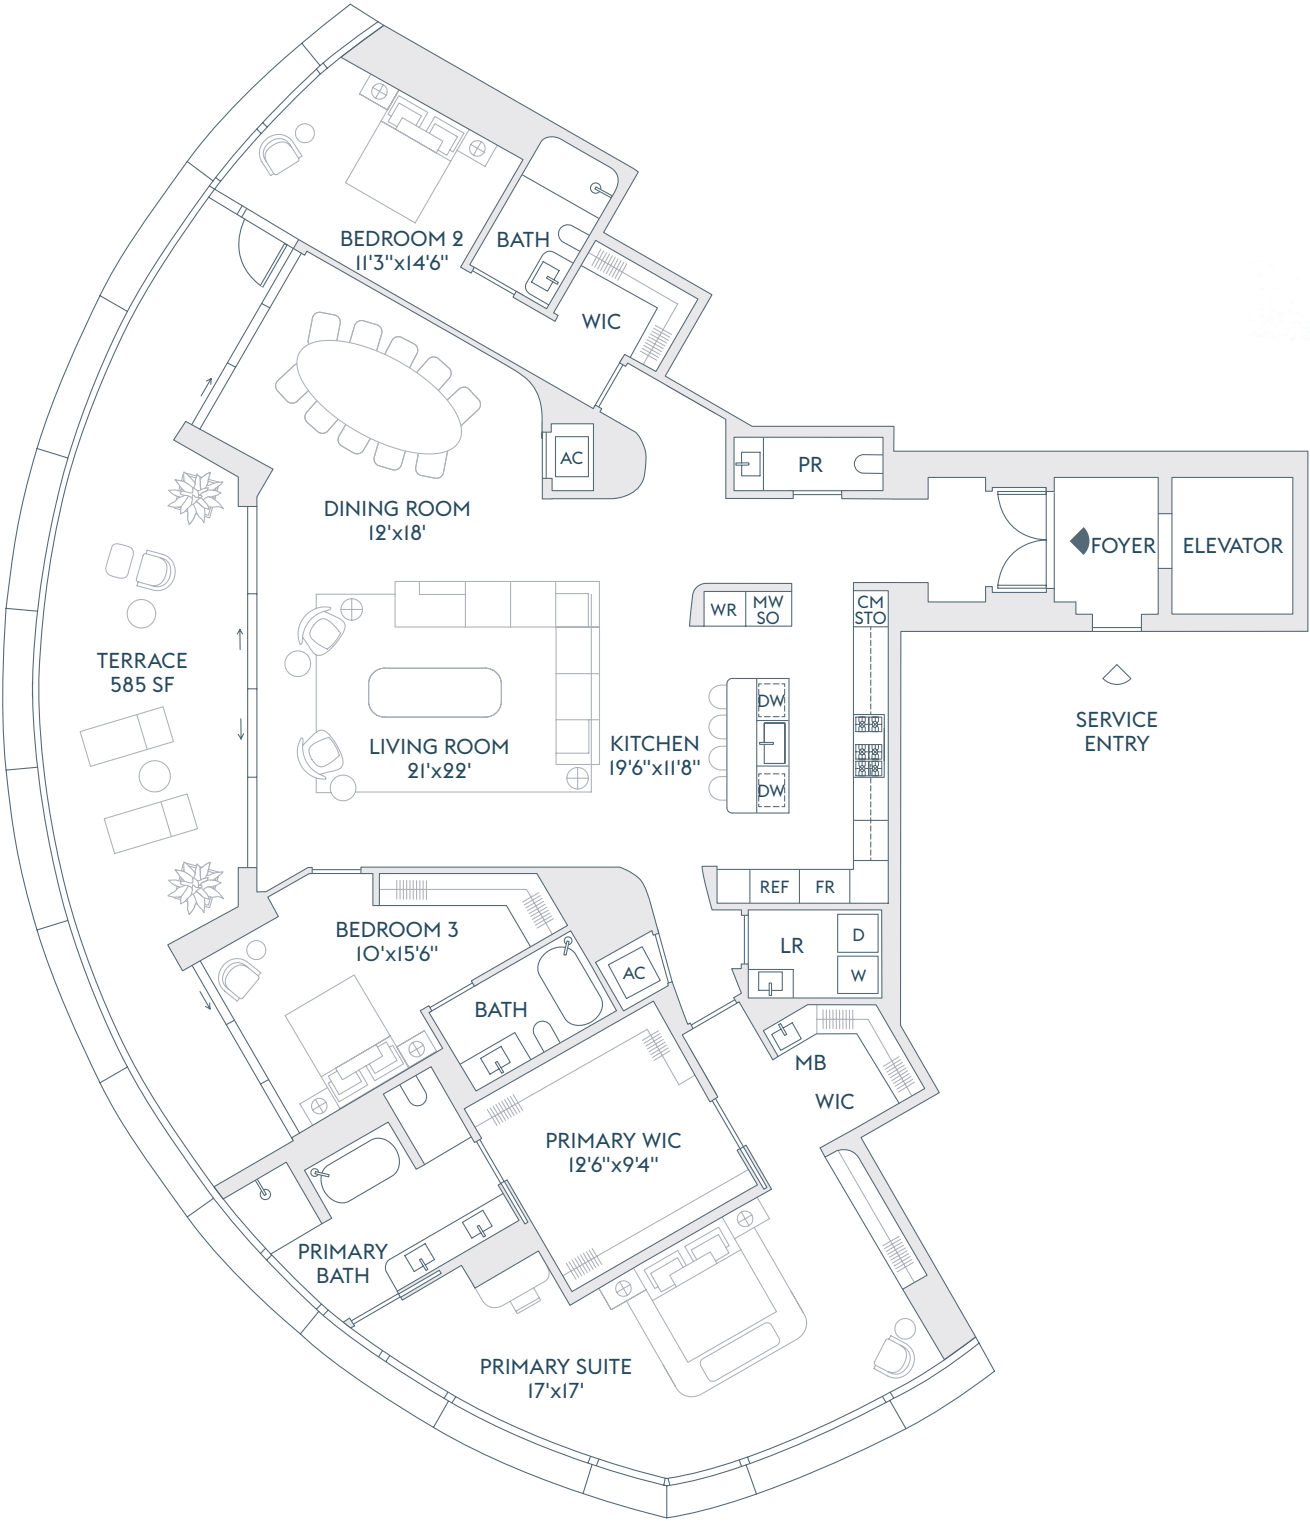 BEDROOM 2
11'3"x14'6"
BATH
WIC
AC
PR
DINING ROOM
12'x18'
FOYER
ELEVATOR
WR
MW
SO
CM
STO
TERRACE
585 SF
DW
SERVICE
ENTRY
LIVING ROOM
21'x22'
KITCHEN
19'6"x11'8"
DW
REF
FR
BEDROOM 3
10'x15'6"
LR
D
W
AC
BATH
MB
WIC
PRIMARY WIC
12'6"x9'4"
PRIMARY
BATH
PRIMARY SUITE
17'x17'